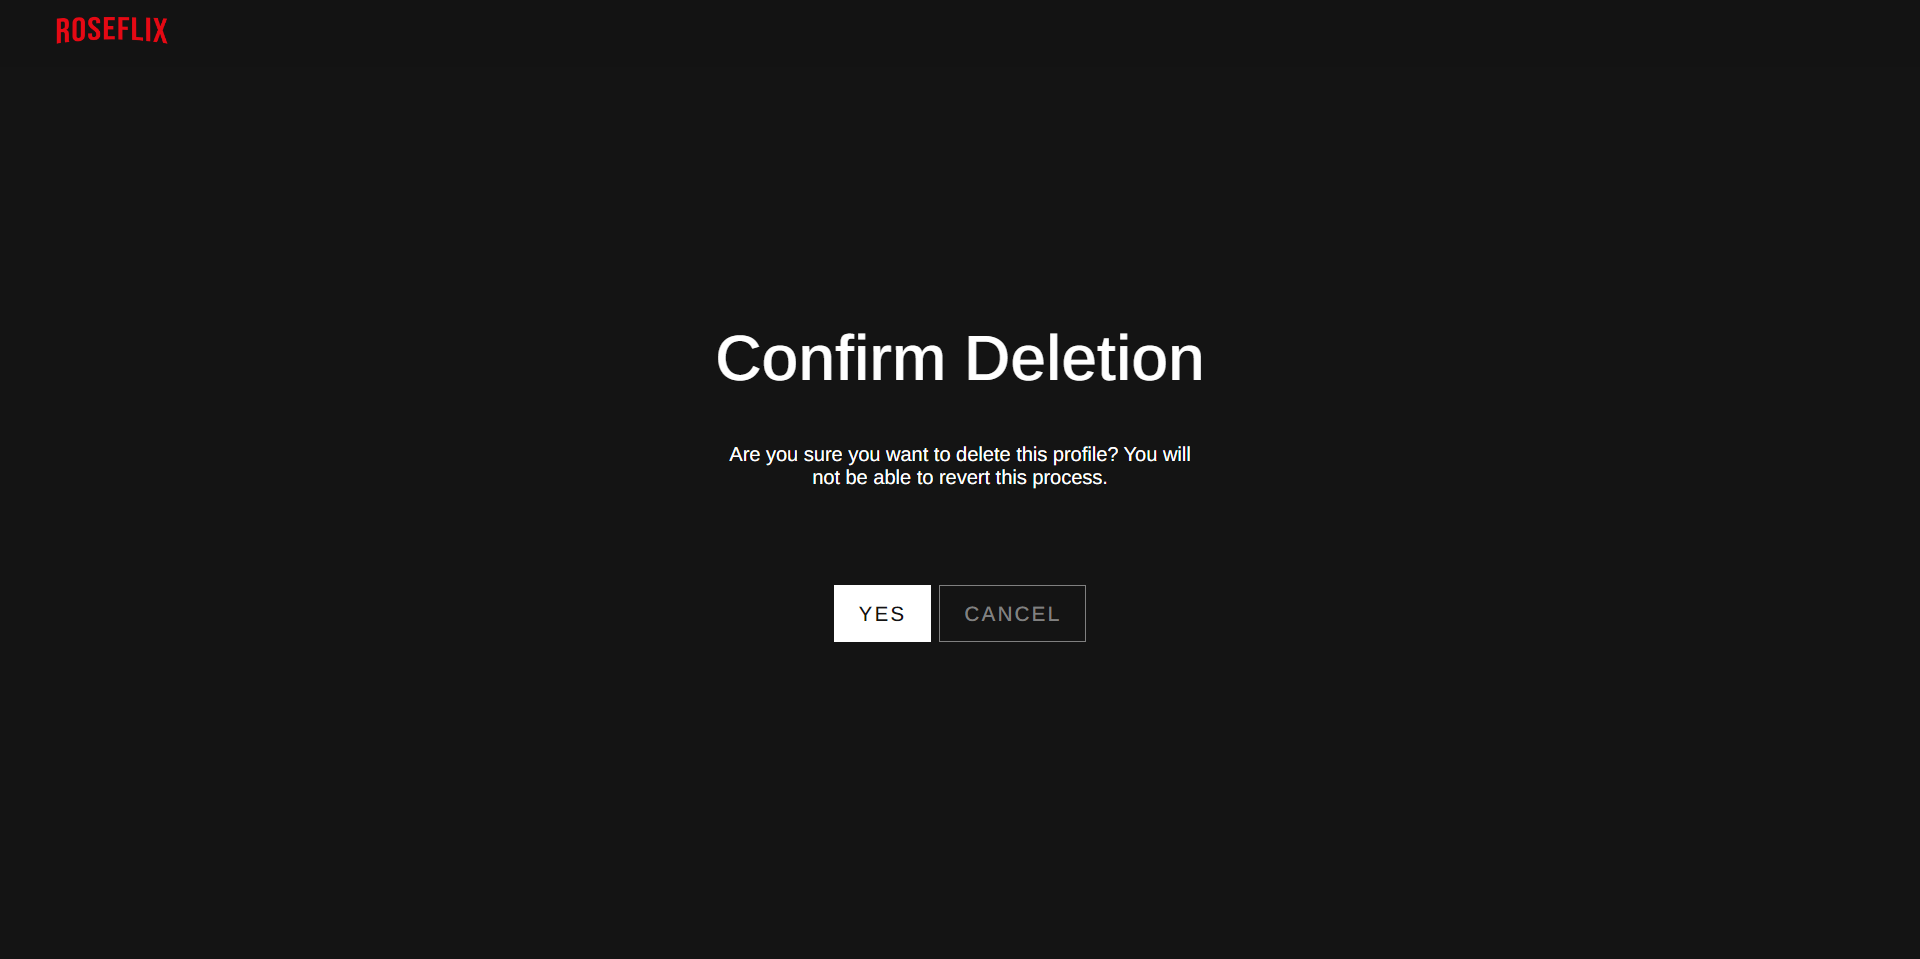 ROSEFLIX
Confirm Deletion
Are you sure you want to delete this profile? You will
not be able to revert this process.
YES
CANCEL